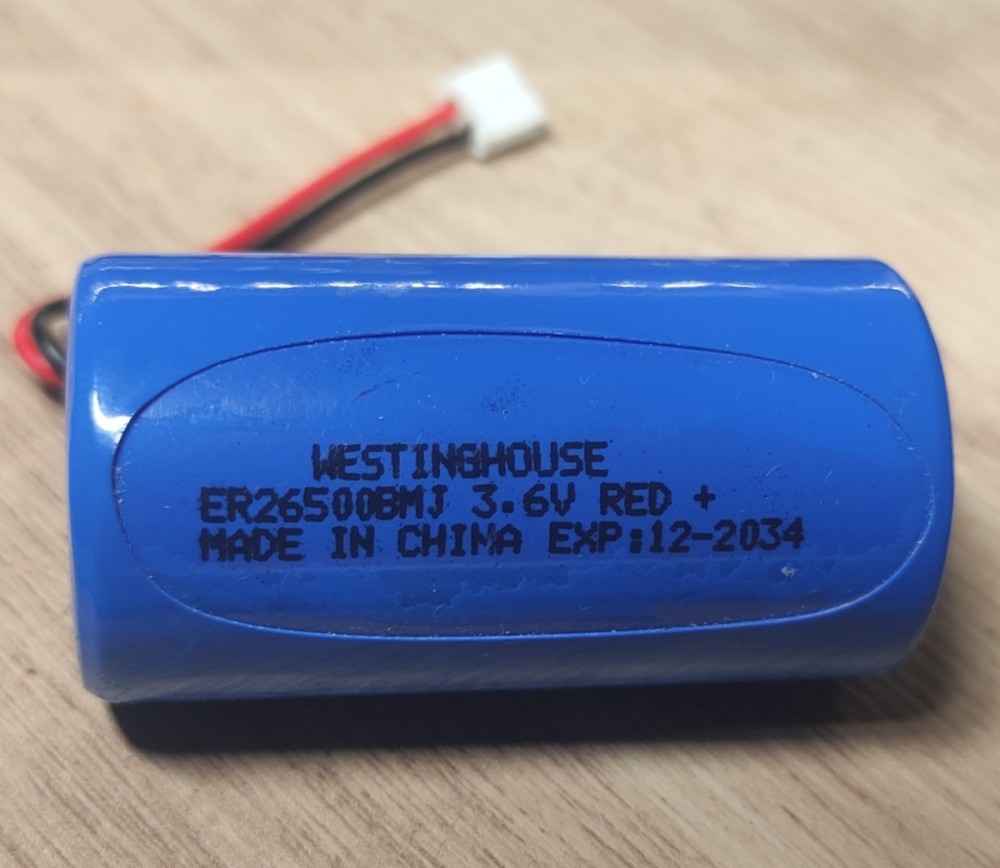 WESTINGHOUSE
ER26500BMJ 3.6V RED +
MADE IN CHINA EXP:12-2034